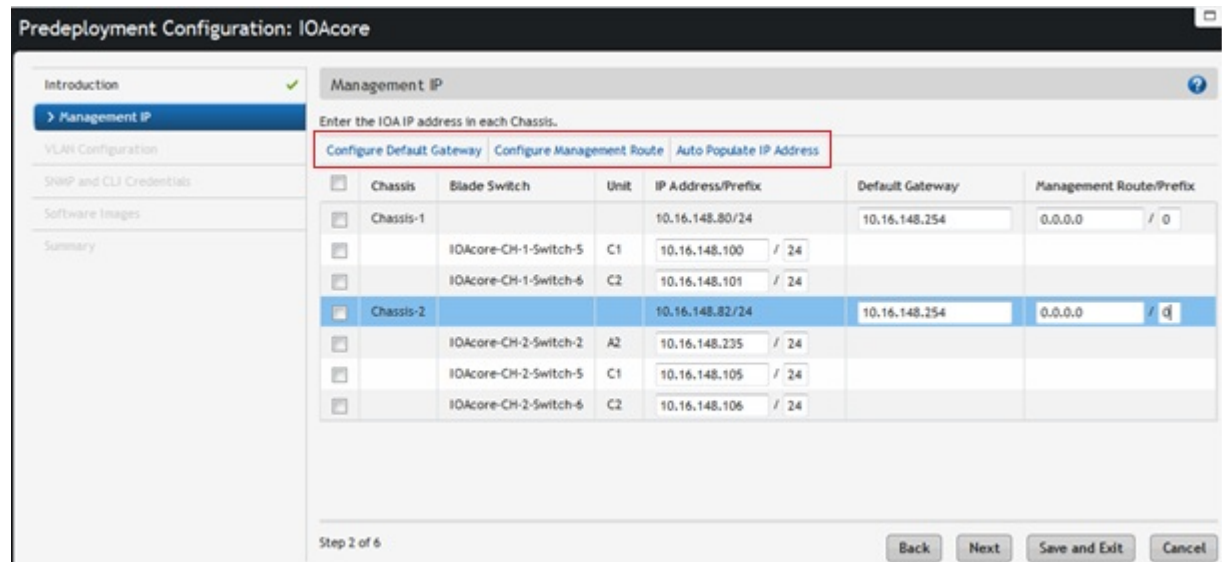 Predeployment Configuration: IOAcore
Introduction
> Management IP
VLAN Configuration
SNMP and CLI Credentials
Software Images
Summary
Management IP
?
Enter the IOA IP address in each Chassis.
Configure Default Gateway Configure Management Route Auto Populate IP Address
Chassis Blade Switch Unit IP Address/Prefix Default Gateway Management Route/Prefix
Chassis-1 10.16.148.80/24 10.16.148.254 0.0.0.0 / 0
IOAcore-CH-1-Switch-5 C1 10.16.148.100 / 24
IOAcore-CH-1-Switch-6 C2 10.16.148.101 / 24
Chassis-2 10.16.148.82/24 10.16.148.254 0.0.0.0 / 0
IOAcore-CH-2-Switch-2 A2 10.16.148.235 / 24
IOAcore-CH-2-Switch-5 C1 10.16.148.105 / 24
IOAcore-CH-2-Switch-6 C2 10.16.148.106 / 24
Step 2 of 6
Back Next Save and Exit Cancel